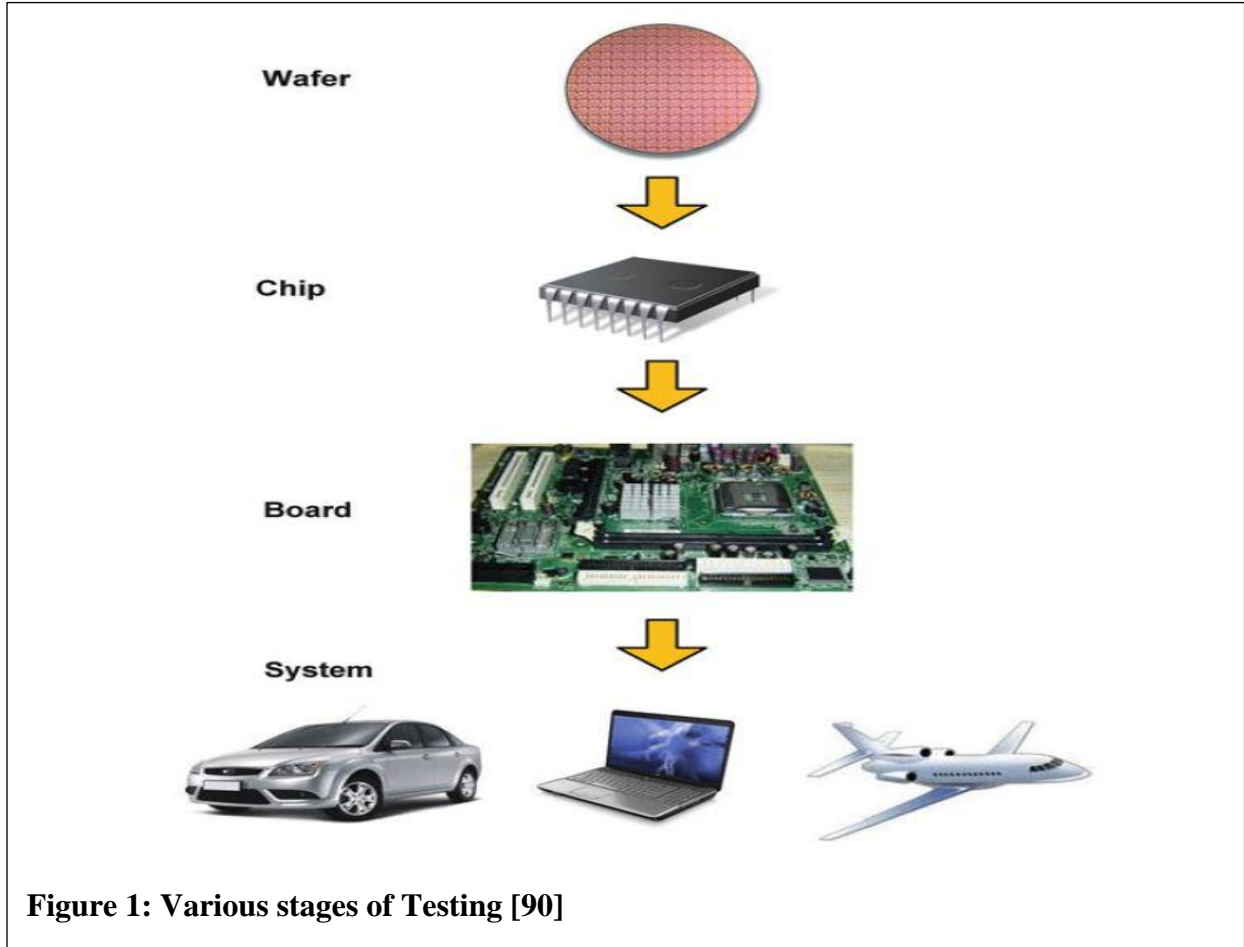 Wafer
Chip
Board
System
Figure 1: Various stages of Testing [90]